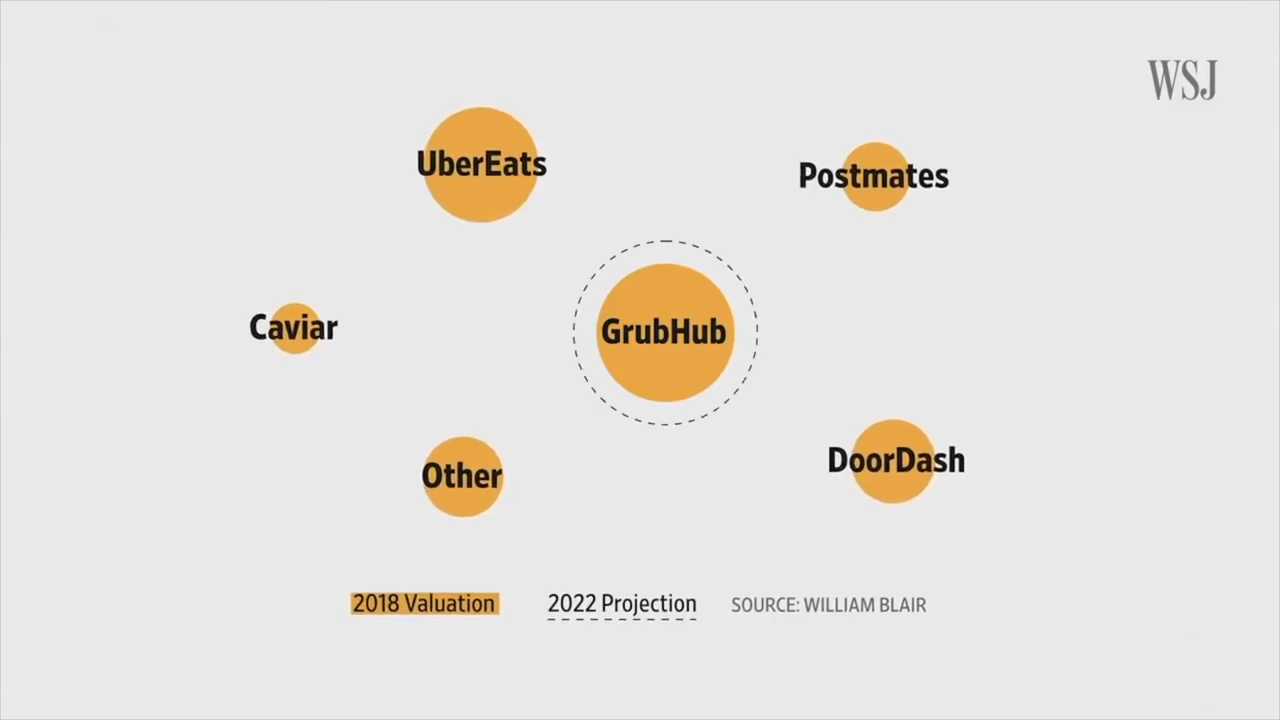 WSJ
UberEats
Postmates
Caviar
GrubHub
Other
DoorDash
2018 Valuation
2022 Projection
SOURCE: WILLIAM BLAIR